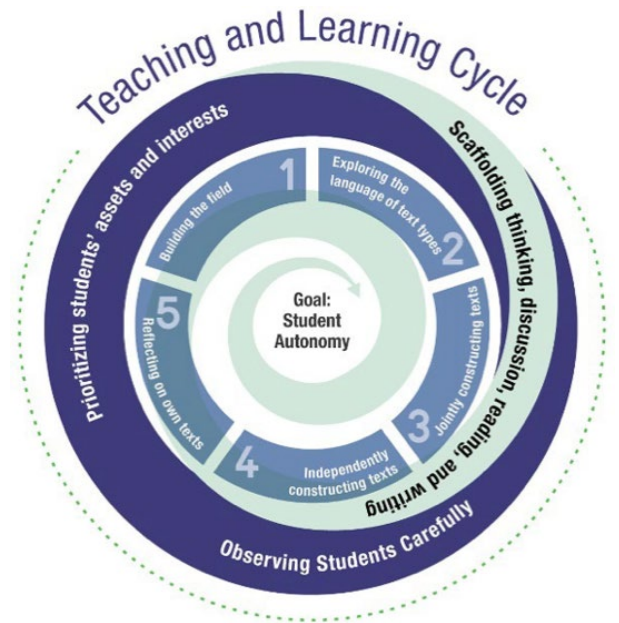 Teaching and Learning Cycle
Prioritizing students' assets and interests
Scaffolding thinking, discussion, reading, and writing
Observing Students Carefully
1
Building the field
Exploring the
language of text types
2
3
Jointly constructing texts
4
Independently
constructing texts
5
Reflecting on own texts
Goal:
Student
Autonomy